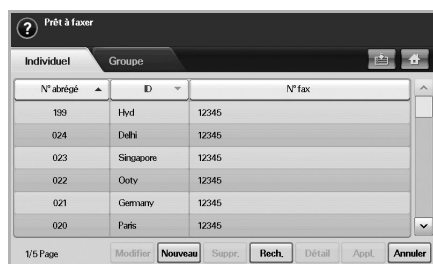 Prêt à faxer
Individuel Groupe
N° abrégé ID N° fax
199 Hyd 12345
024 Delhi 12345
023 Singapore 12345
022 Ooty 12345
021 Germany 12345
020 Paris 12345
1/5 Page Modifier Nouveau Suppr. Rech. Détail Appl. Annuler